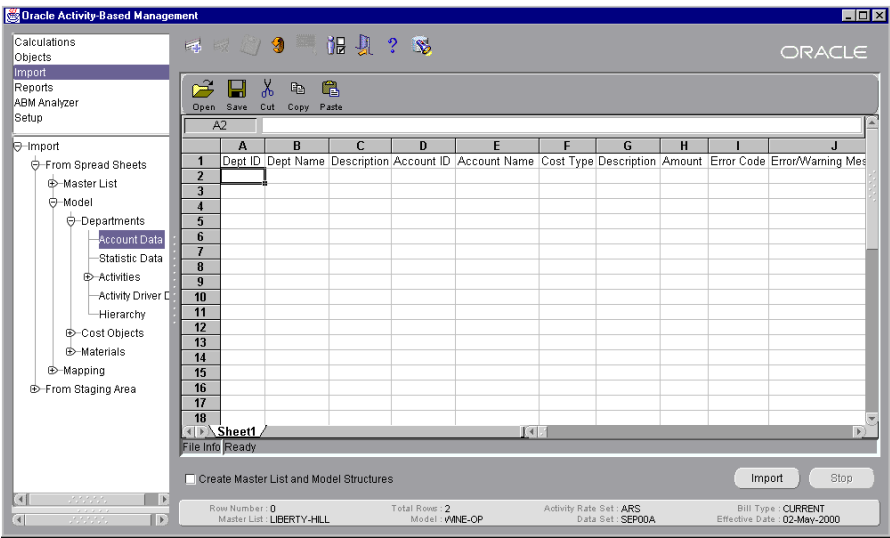 Oracle Activity-Based Management
Calculations
Objects
Import
Reports
ABM Analyzer
Setup
ORACLE
Open Save Cut Copy Paste
A2
A B C D E F G H I J
1 Dept ID Dept Name Description Account ID Account Name Cost Type Description Amount Error Code Error/Warning Mes
2
3
4
5
6
7
8
9
10
11
12
13
14
15
16
17
18
Sheet1
File Info Ready
Import
From Spread Sheets
Master List
Model
Departments
Account Data
Statistic Data
Activities
Activity Driver D
Hierarchy
Cost Objects
Materials
Mapping
From Staging Area
Create Master List and Model Structures
Import Stop
Row Number : 0 Total Rows : 2 Activity Rate Set : ARS Bill Type : CURRENT
Master List : LIBERTY-HILL Model : WINE-OP Data Set : SEP00A Effective Date : 02-May-2000